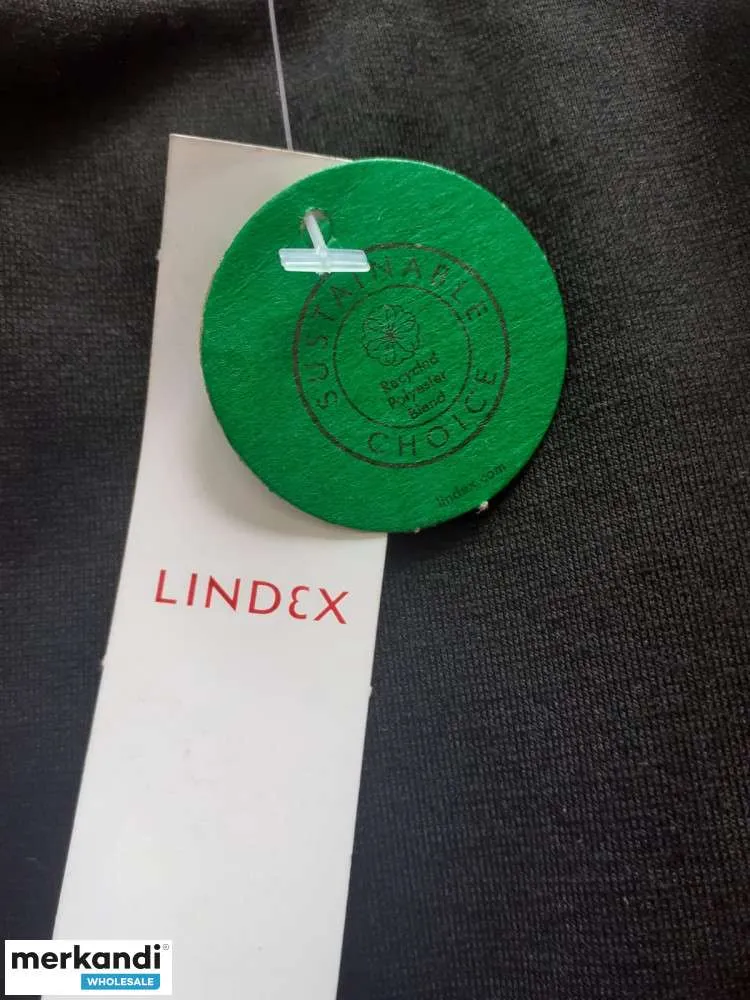 SUSTAINABLE
Recycled
Polyester
Blend
CHOICE
lindex.com
LINDEX
merkandi®
WHOLESALE